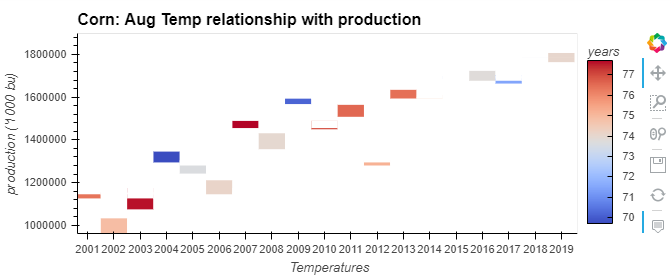 Corn: Aug Temp relationship with production
years
production ('1000 bu)
1800000
1600000
1400000
1200000
1000000
77
76
75
74
73
72
71
70
2001 2002 2003 2004 2005 2006 2007 2008 2009 2010 2011 2012 2013 2014 2015 2016 2017 2018 2019
Temperatures